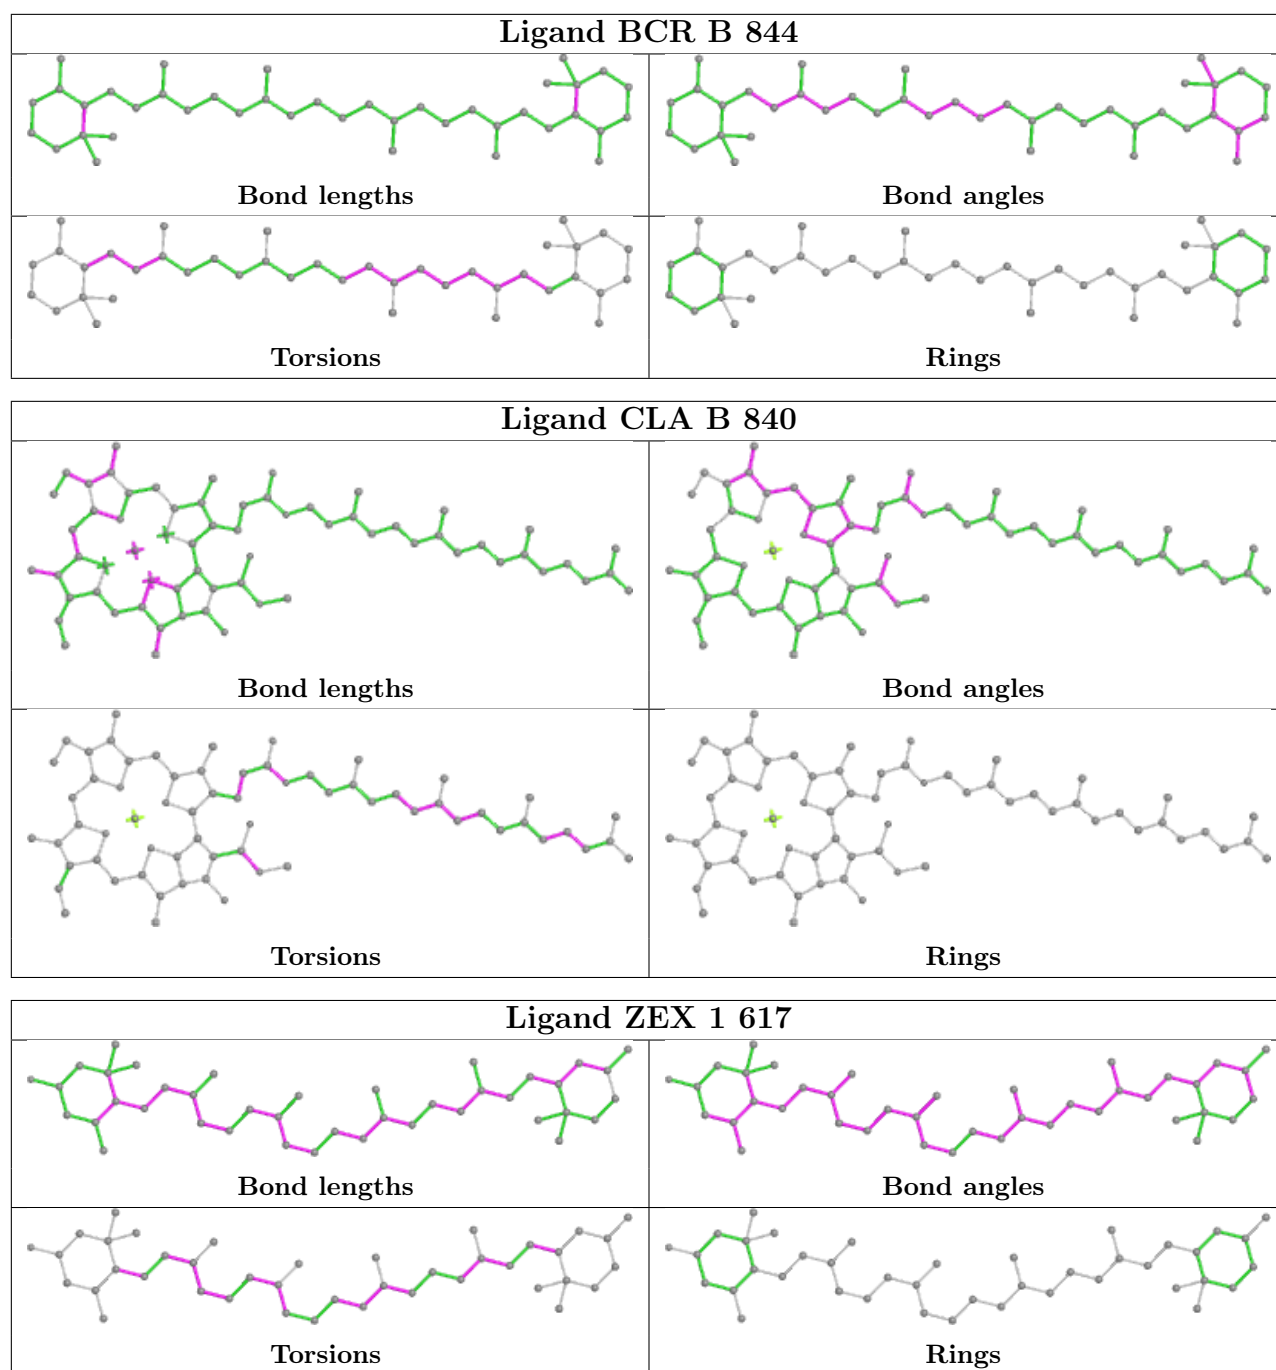 Ligand BCR B 844
Bond lengths
Bond angles
Torsions
Rings
Ligand CLA B 840
Bond lengths
Bond angles
Torsions
Rings
Ligand ZEX 1 617
Bond lengths
Bond angles
Torsions
Rings